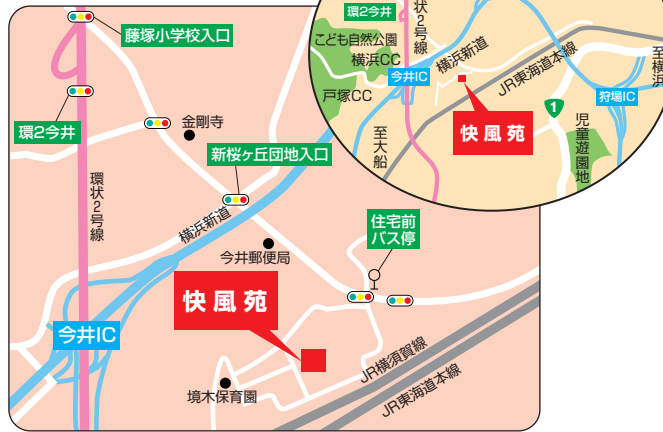 藤塚小学校入口
環2今井
金剛寺
新桜ヶ丘団地入口
環状2号線
横浜新道
今井郵便局
住宅前
バス停
快風苑
今井IC
境木保育園
JR横須賀線
JR東海道本線
環2今井
環状2号線
こども自然公園
横浜CC
今井IC
戸塚CC
横浜新道
JR東海道本線
至横浜
狩場IC
1
快風苑
至大船
児童遊園地